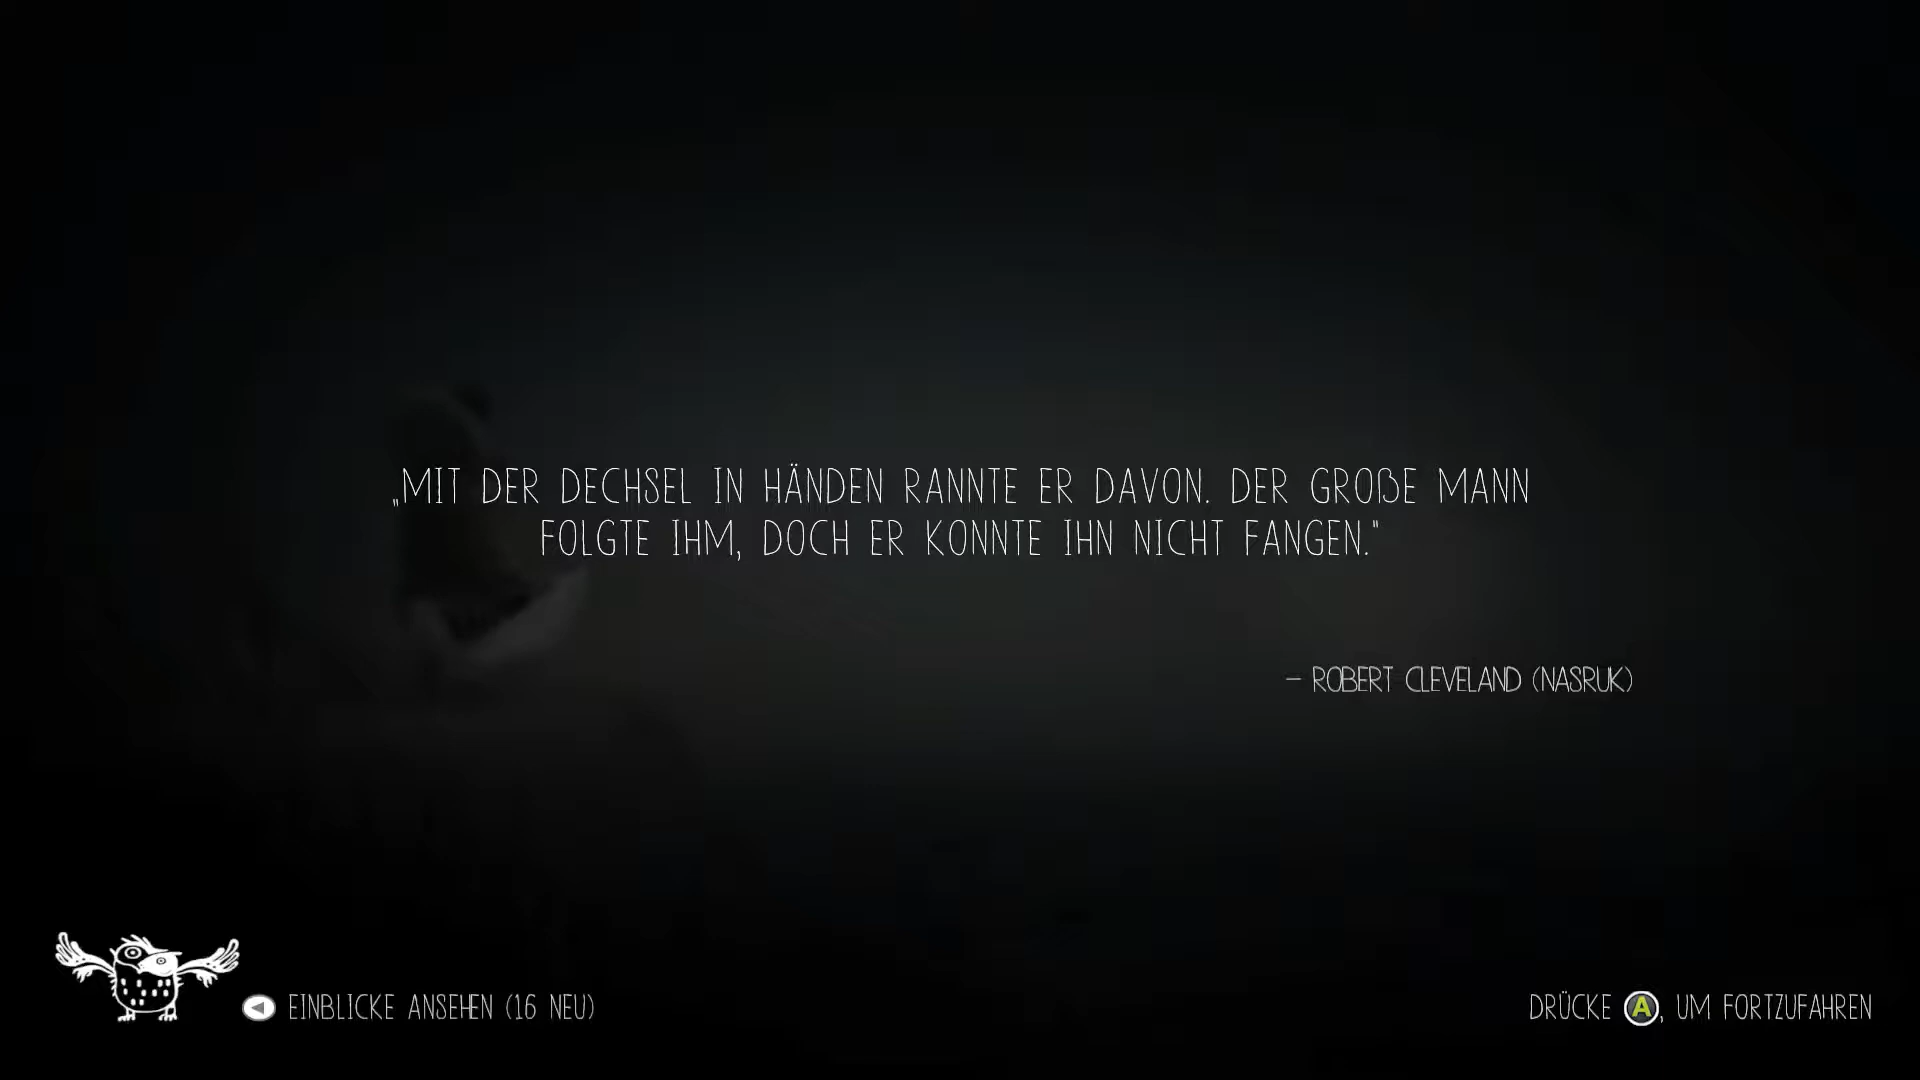 „MIT DER DECHSEL IN HÄNDEN RANNTE ER DAVON. DER GROßE MANN
FOLGTE IHM, DOCH ER KONNTE IHN NICHT FANGEN."
– ROBERT CLEVELAND (NASRUK)
EINBLICKE ANSEHEN (16 NEU)
DRÜCKE A, UM FORTZUFAHREN